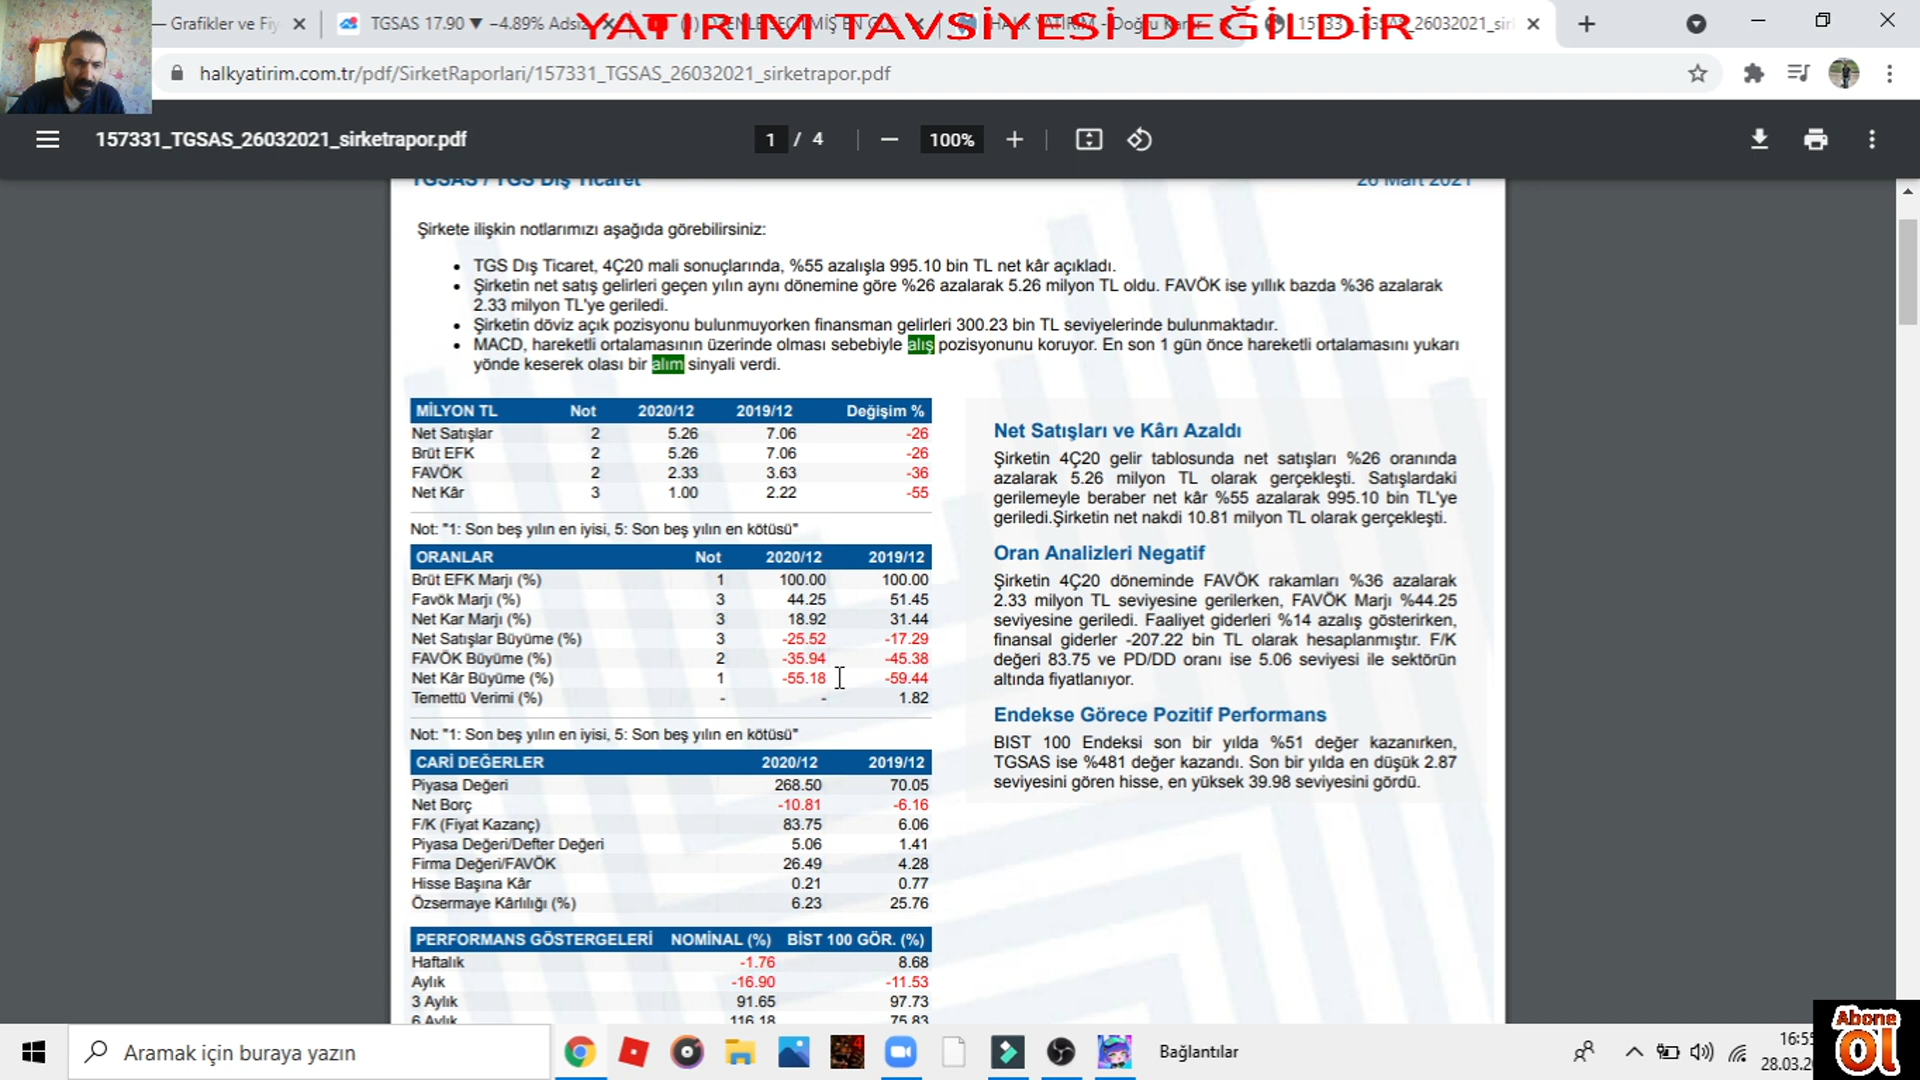 YATIRIM TAVSİYESİ DEĞİLDİR
— Grafikler ve Fiy
TGSAS 17.90 ▼ −4.89% Adsız
157331_TGSAS_26032021_sir
halkyatirim.com.tr/pdf/SirketRaporlari/157331_TGSAS_26032021_sirketrapor.pdf
157331_TGSAS_26032021_sirketrapor.pdf
1 / 4
100%
TGSAS / TGS Dış Ticaret
26 Mart 2021
Şirkete ilişkin notlarımızı aşağıda görebilirsiniz:
• TGS Dış Ticaret, 4Ç20 mali sonuçlarında, %55 azalışla 995.10 bin TL net kâr açıkladı.
• Şirketin net satış gelirleri geçen yılın aynı dönemine göre %26 azalarak 5.26 milyon TL oldu. FAVÖK ise yıllık bazda %36 azalarak
2.33 milyon TL'ye geriledi.
• Şirketin döviz açık pozisyonu bulunmuyorken finansman gelirleri 300.23 bin TL seviyelerinde bulunmaktadır.
• MACD, hareketli ortalamasının üzerinde olması sebebiyle alış pozisyonunu koruyor. En son 1 gün önce hareketli ortalamasını yukarı
yönde keserek olası bir alım sinyali verdi.
MİLYON TL Not 2020/12 2019/12 Değişim %
Net Satışlar 2 5.26 7.06 -26
Brüt EFK 2 5.26 7.06 -26
FAVÖK 2 2.33 3.63 -36
Net Kâr 3 1.00 2.22 -55
Not: "1: Son beş yılın en iyisi, 5: Son beş yılın en kötüsü"
ORANLAR Not 2020/12 2019/12
Brüt EFK Marjı (%) 1 100.00 100.00
Favök Marjı (%) 3 44.25 51.45
Net Kar Marjı (%) 3 18.92 31.44
Net Satışlar Büyüme (%) 3 -25.52 -17.29
FAVÖK Büyüme (%) 2 -35.94 -45.38
Net Kâr Büyüme (%) 1 -55.18 -59.44
Temettü Verimi (%) - - 1.82
Not: "1: Son beş yılın en iyisi, 5: Son beş yılın en kötüsü"
CARİ DEĞERLER 2020/12 2019/12
Piyasa Değeri 268.50 70.05
Net Borç -10.81 -6.16
F/K (Fiyat Kazanç) 83.75 6.06
Piyasa Değeri/Defter Değeri 5.06 1.41
Firma Değeri/FAVÖK 26.49 4.28
Hisse Başına Kâr 0.21 0.77
Özsermaye Kârlılığı (%) 6.23 25.76
PERFORMANS GÖSTERGELERİ NOMİNAL (%) BİST 100 GÖR. (%)
Haftalık -1.76 8.68
Aylık -16.90 -11.53
3 Aylık 91.65 97.73
6 Aylık 116.18 75.83
Net Satışları ve Kârı Azaldı
Şirketin 4Ç20 gelir tablosunda net satışları %26 oranında
azalarak 5.26 milyon TL olarak gerçekleşti. Satışlardaki
gerilemeyle beraber net kâr %55 azalarak 995.10 bin TL'ye
geriledi.Şirketin net nakdi 10.81 milyon TL olarak gerçekleşti.
Oran Analizleri Negatif
Şirketin 4Ç20 döneminde FAVÖK rakamları %36 azalarak
2.33 milyon TL seviyesine gerilerken, FAVÖK Marjı %44.25
seviyesine geriledi. Faaliyet giderleri %14 azalış gösterirken,
finansal giderler -207.22 bin TL olarak hesaplanmıştır. F/K
değeri 83.75 ve PD/DD oranı ise 5.06 seviyesi ile sektörün
altında fiyatlanıyor.
Endekse Görece Pozitif Performans
BIST 100 Endeksi son bir yılda %51 değer kazanırken,
TGSAS ise %481 değer kazandı. Son bir yılda en düşük 2.87
seviyesini gören hisse, en yüksek 39.98 seviyesini gördü.
Aramak için buraya yazın
Bağlantılar
16:55
28.03.2
Abone
Ol